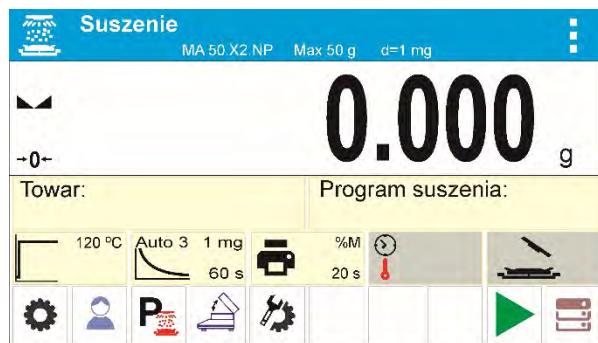 Suszenie
MA 50.X2.NP Max 50 g d=1 mg
0.000 g
→0←
Towar: Program suszenia:
120 ºC Auto 3 1 mg %M
60 s 20 s
P